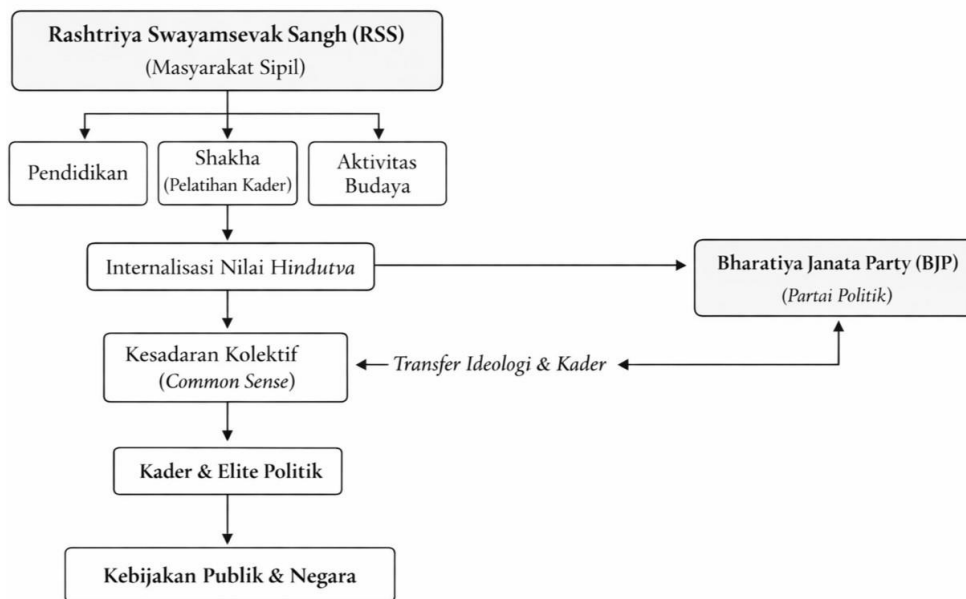 Rashtriya Swayamsevak Sangh (RSS)
(Masyarakat Sipil)
Pendidikan
Shakha
(Pelatihan Kader)
Aktivitas
Budaya
Internalisasi Nilai Hindutva
Bharatiya Janata Party (BJP)
(Partai Politik)
Kesadaran Kolektif
(Common Sense)
Transfer Ideologi & Kader
Kader & Elite Politik
Kebijakan Publik & Negara